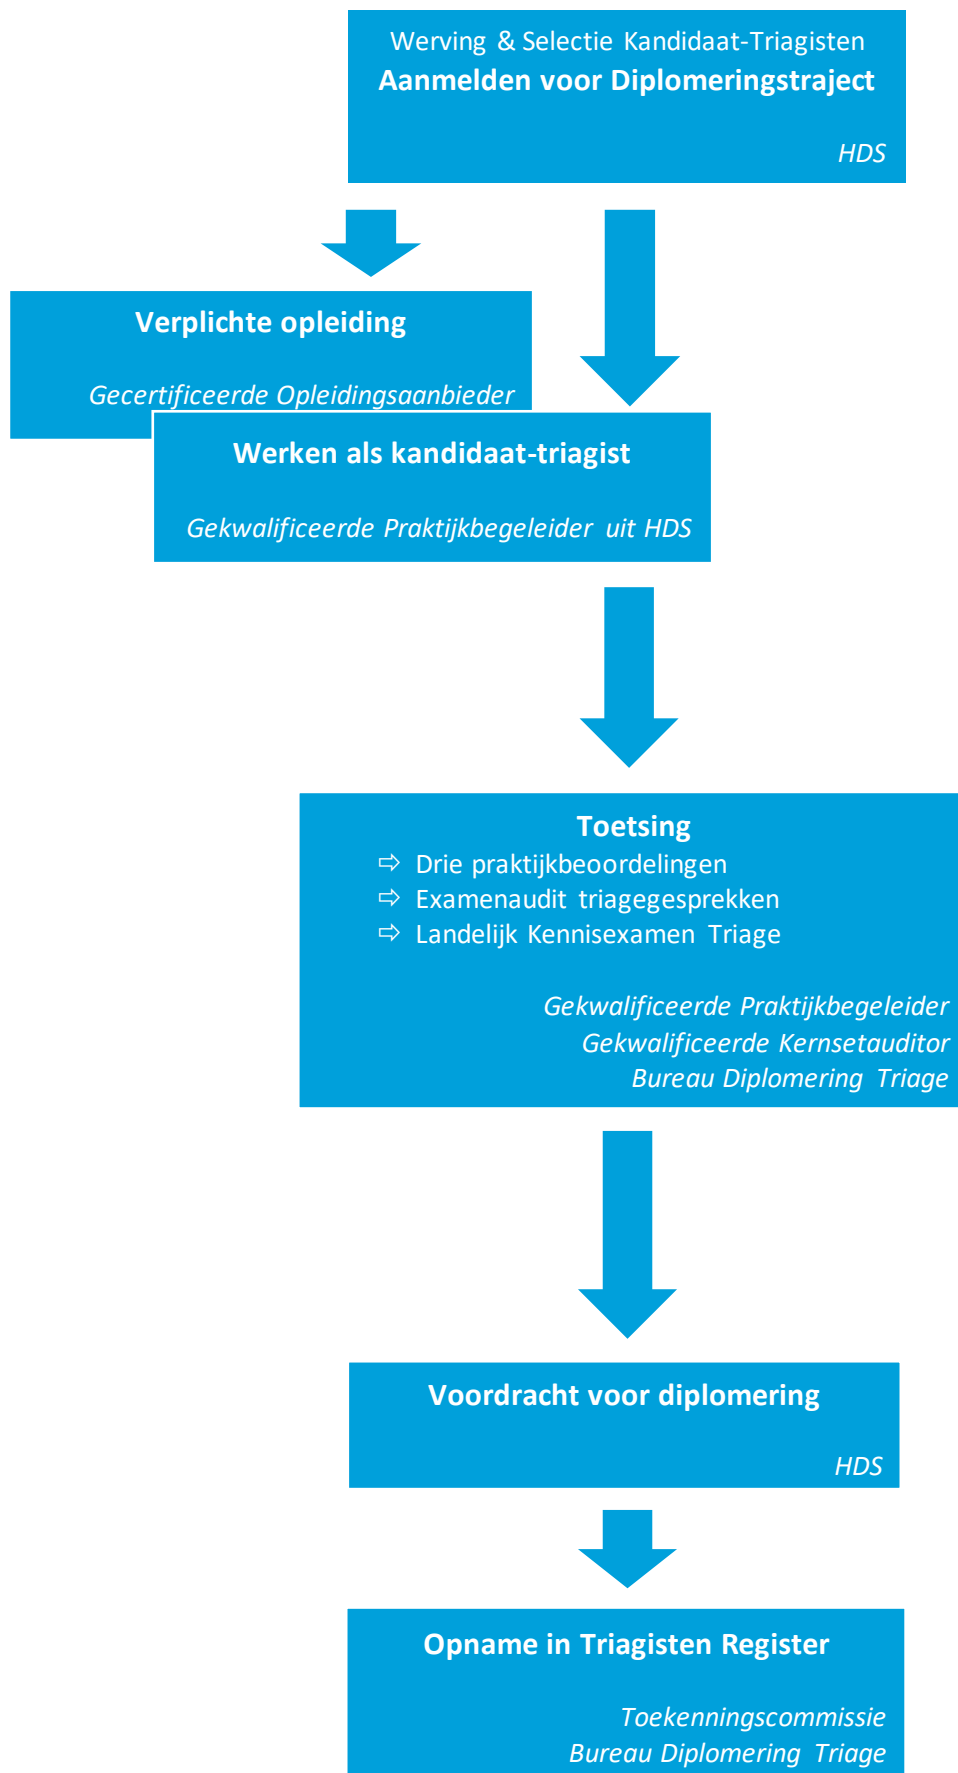 Werving & Selectie Kandidaat-Triagisten
Aanmelden voor Diplomeringstraject
HDS
Verplichte opleiding
Gecertificeerde Opleidingsaanbieder
Werken als kandidaat-triagist
Gekwalificeerde Praktijkbegeleider uit HDS
Toetsing
⇨ Drie praktijkbeoordelingen
⇨ Examenaudit triagegesprekken
⇨ Landelijk Kennisexamen Triage
Gekwalificeerde Praktijkbegeleider
Gekwalificeerde Kernsetauditor
Bureau Diplomering Triage
Voordracht voor diplomering
HDS
Opname in Triagisten Register
Toekenningscommissie
Bureau Diplomering Triage